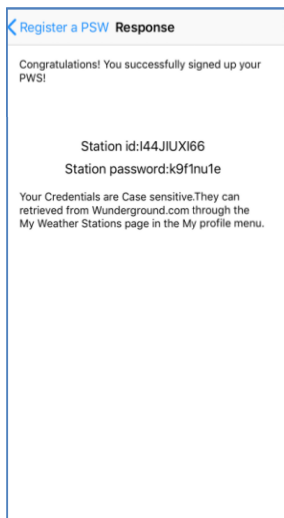 Register a PSW Response
Congratulations! You successfully signed up your
PWS!
Station id:I44JIUXI66
Station password:k9f1nu1e
Your Credentials are Case sensitive.They can
retrieved from Wunderground.com through the
My Weather Stations page in the My profile menu.